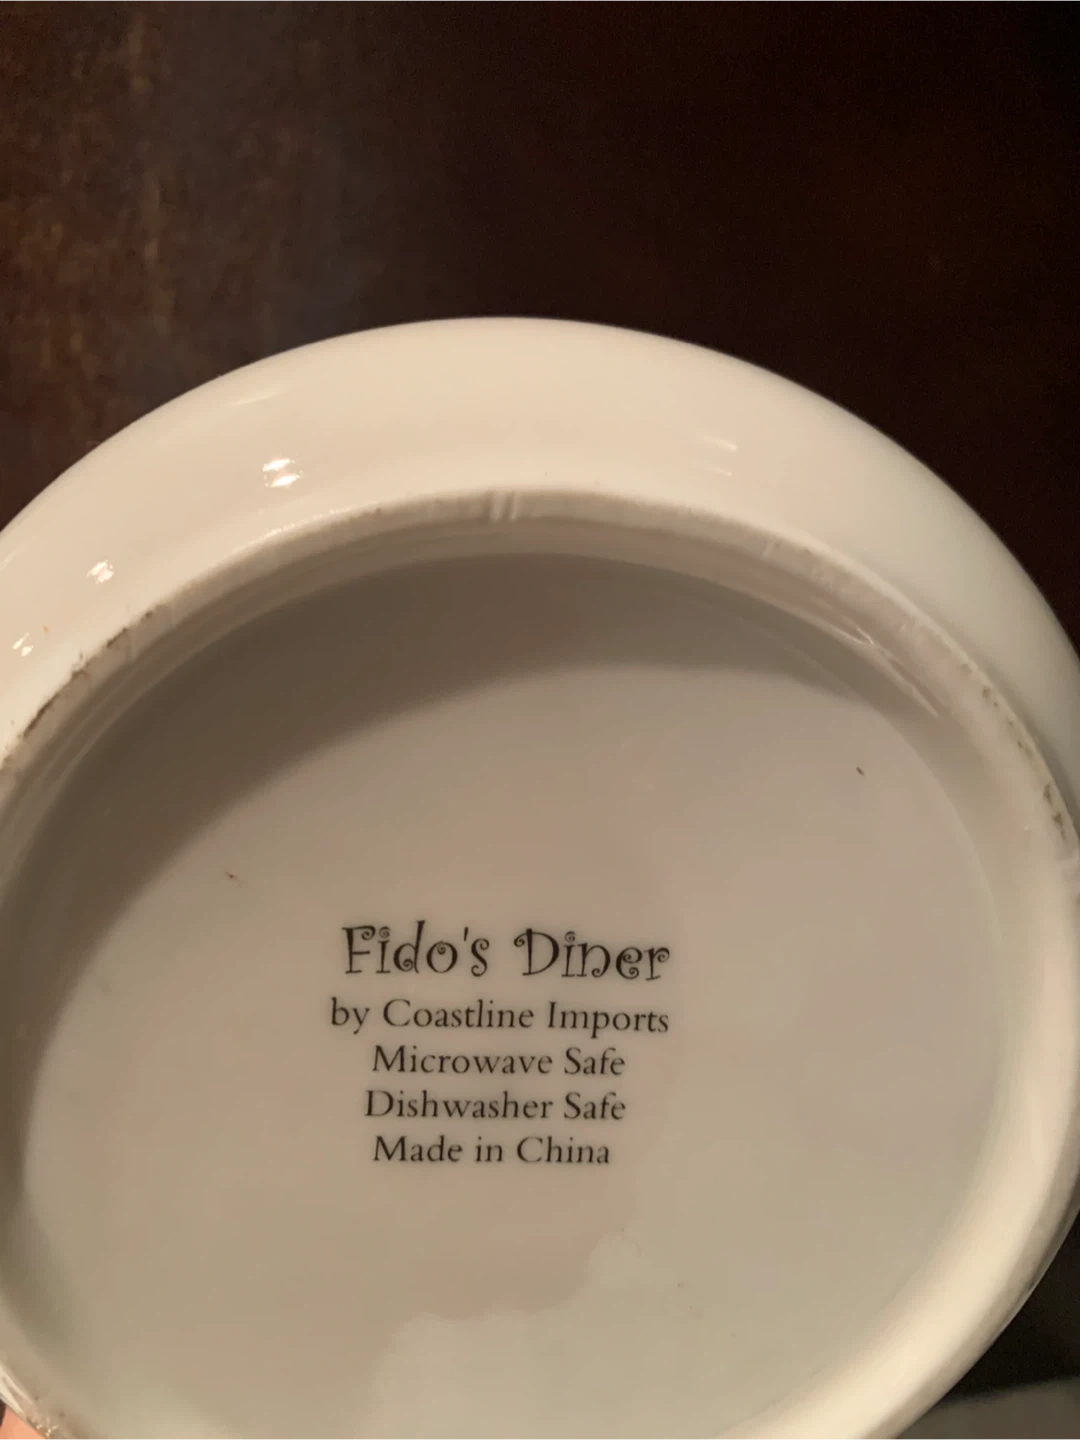 Fido's Diner
by Coastline Imports
Microwave Safe
Dishwasher Safe
Made in China